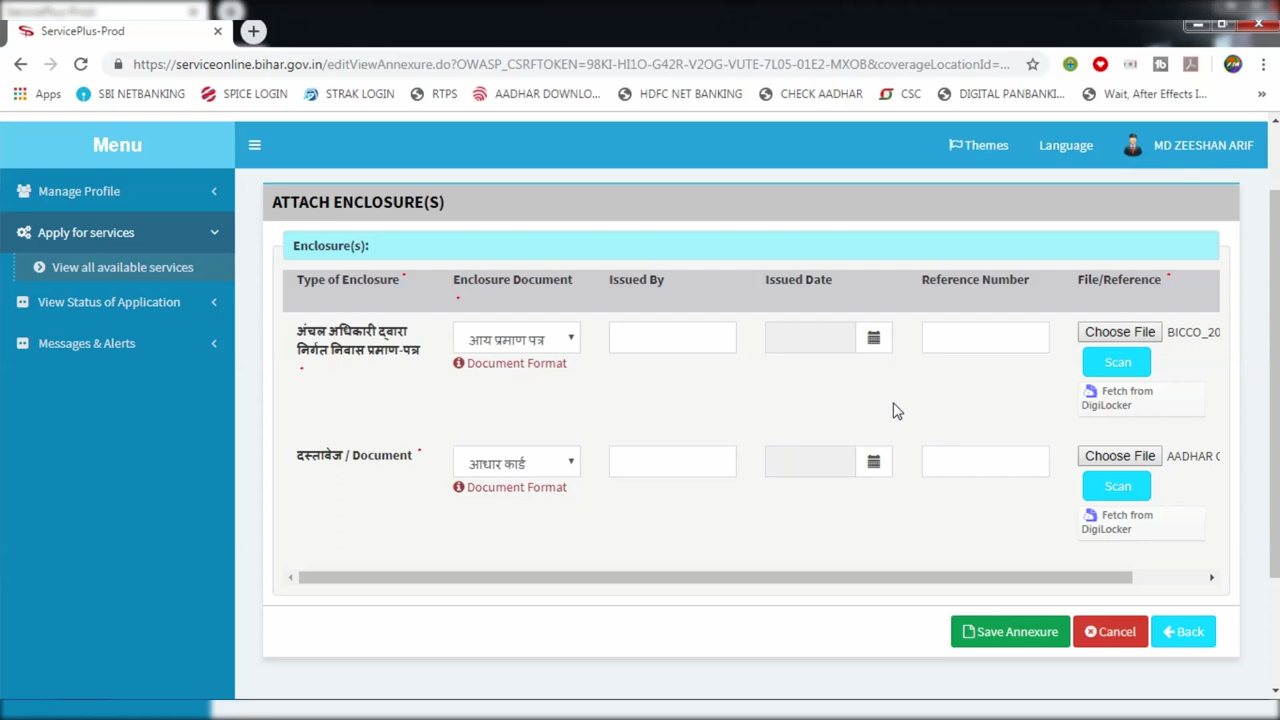 ServicePlus-Prod
https://serviceonline.bihar.gov.in/editViewAnnexure.do?OWASP_CSRFTOKEN=98KI-HI1O-G42R-V2OG-VUTE-7L05-01E2-MXOB&coverageLocationId=...
Apps SBI NETBANKING SPICE LOGIN STRAK LOGIN RTPS AADHAR DOWNLO... HDFC NET BANKING CHECK AADHAR CSC DIGITAL PANBANKI... Wait, After Effects I... »
Menu
Themes Language MD ZEESHAN ARIF
Manage Profile
Apply for services
View all available services
View Status of Application
Messages & Alerts
ATTACH ENCLOSURE(S)
Enclosure(s):
Type of Enclosure * Enclosure Document * Issued By Issued Date Reference Number File/Reference *
अंचल अधिकारी द्वारा
निर्गत निवास प्रमाण-पत्र *
आय प्रमाण पत्र
Document Format
Choose File BICCO_20
Scan
Fetch from
DigiLocker
दस्तावेज / Document *
आधार कार्ड
Document Format
Choose File AADHAR C
Scan
Fetch from
DigiLocker
Save Annexure Cancel Back